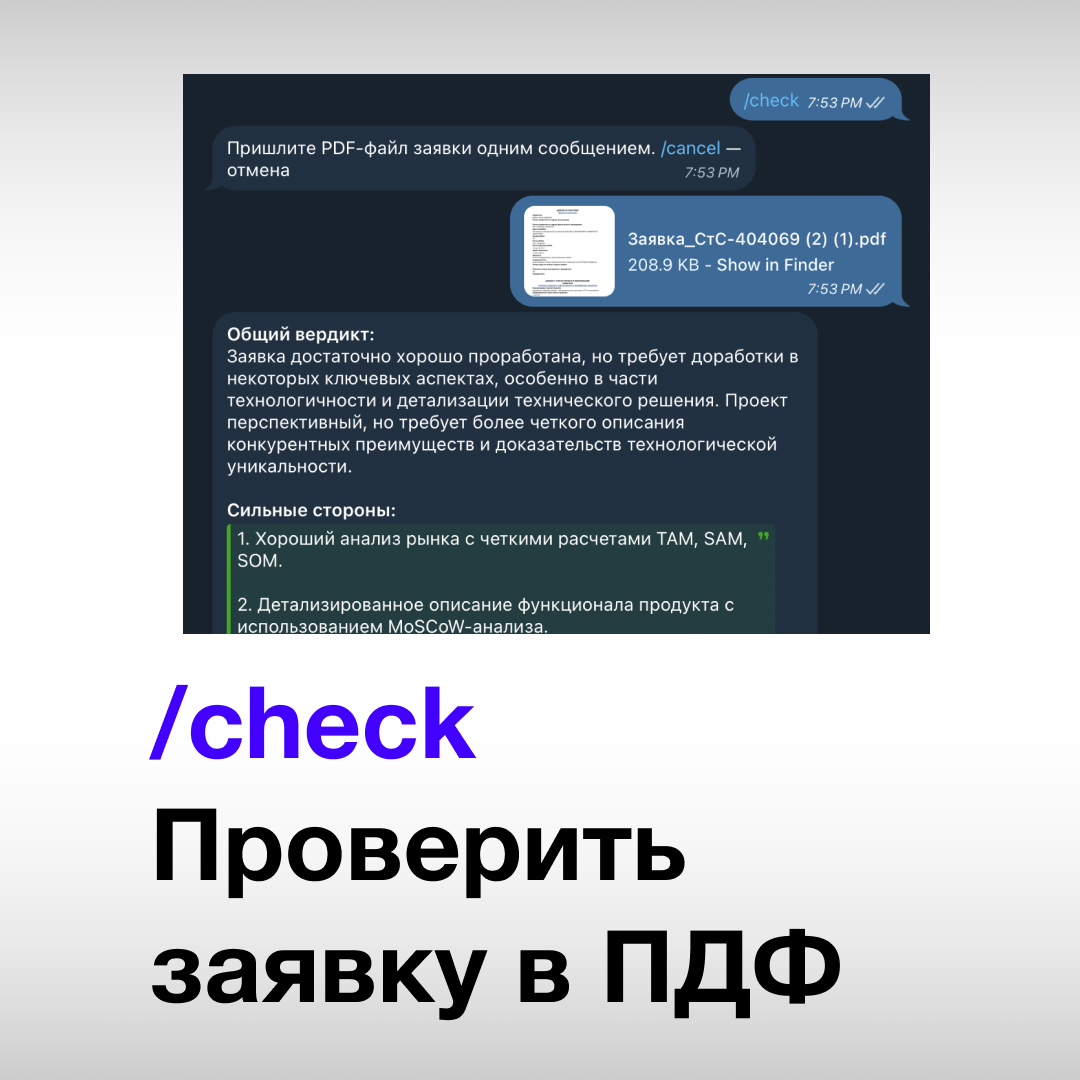 /check 7:53 PM
Пришлите PDF-файл заявки одним сообщением. /cancel —
отмена
7:53 PM
Заявка_СтС-404069 (2) (1).pdf
208.9 KB - Show in Finder
7:53 PM
Общий вердикт:
Заявка достаточно хорошо проработана, но требует доработки в
некоторых ключевых аспектах, особенно в части
технологичности и детализации технического решения. Проект
перспективный, но требует более четкого описания
конкурентных преимуществ и доказательств технологической
уникальности.
Сильные стороны:
1. Хороший анализ рынка с четкими расчетами TAM, SAM,
SOM.
2. Детализированное описание функционала продукта с
использованием MoSCoW-анализа.
/check
Проверить
заявку в ПДФ